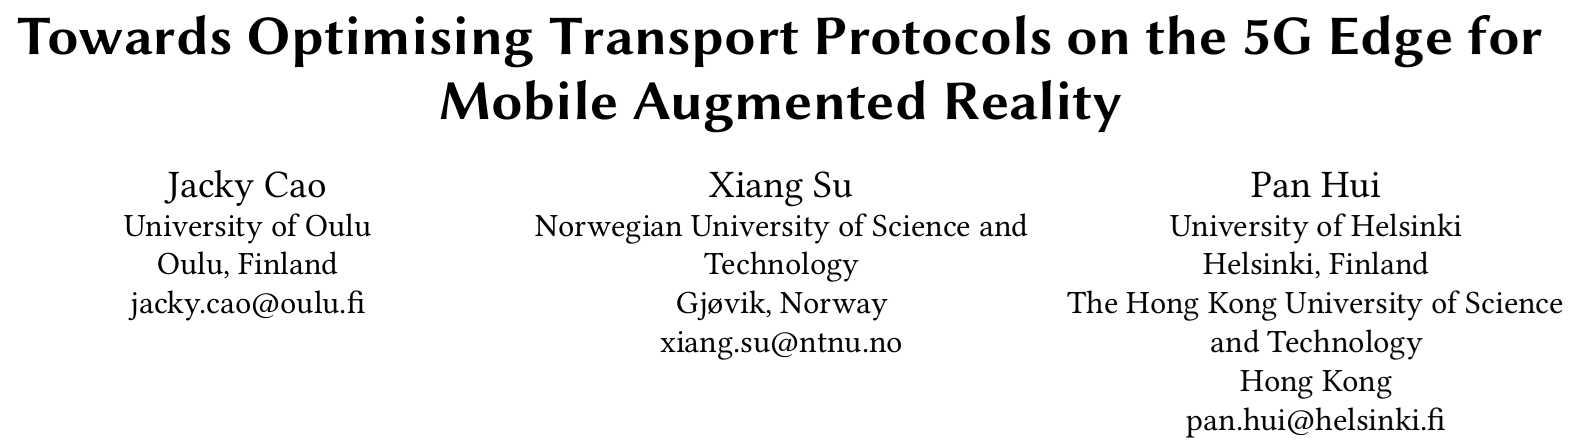 Towards Optimising Transport Protocols on the 5G Edge for
Mobile Augmented Reality
Jacky Cao
University of Oulu
Oulu, Finland
jacky.cao@oulu.fi
Xiang Su
Norwegian University of Science and
Technology
Gjøvik, Norway
xiang.su@ntnu.no
Pan Hui
University of Helsinki
Helsinki, Finland
The Hong Kong University of Science
and Technology
Hong Kong
pan.hui@helsinki.fi